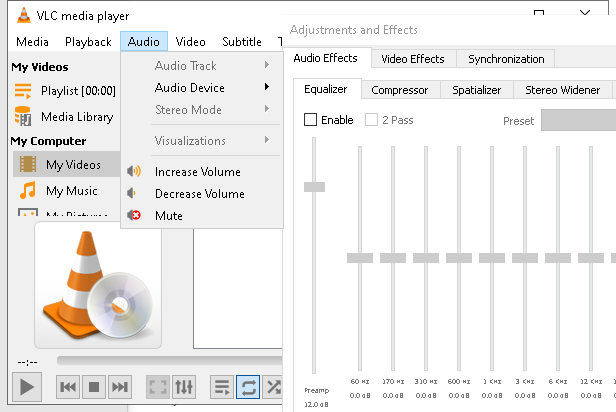 VLC media player
Media Playback Audio Video Subtitle T
My Videos
Playlist [00:00]
Media Library
My Computer
My Videos
My Music
My Pictures
Audio Track
Audio Device
Stereo Mode
Visualizations
Increase Volume
Decrease Volume
Mute
--:--
Adjustments and Effects
Audio Effects Video Effects Synchronization
Equalizer Compressor Spatializer Stereo Widener
Enable 2 Pass Preset
60 Hz 170 Hz 310 Hz 600 Hz 1 KHz 3 KHz 6 KHz 12 KHz
Preamp 0.0 dB 0.0 dB 0.0 dB 0.0 dB 0.0 dB 0.0 dB 0.0 dB 0.0 dB
12.0 dB